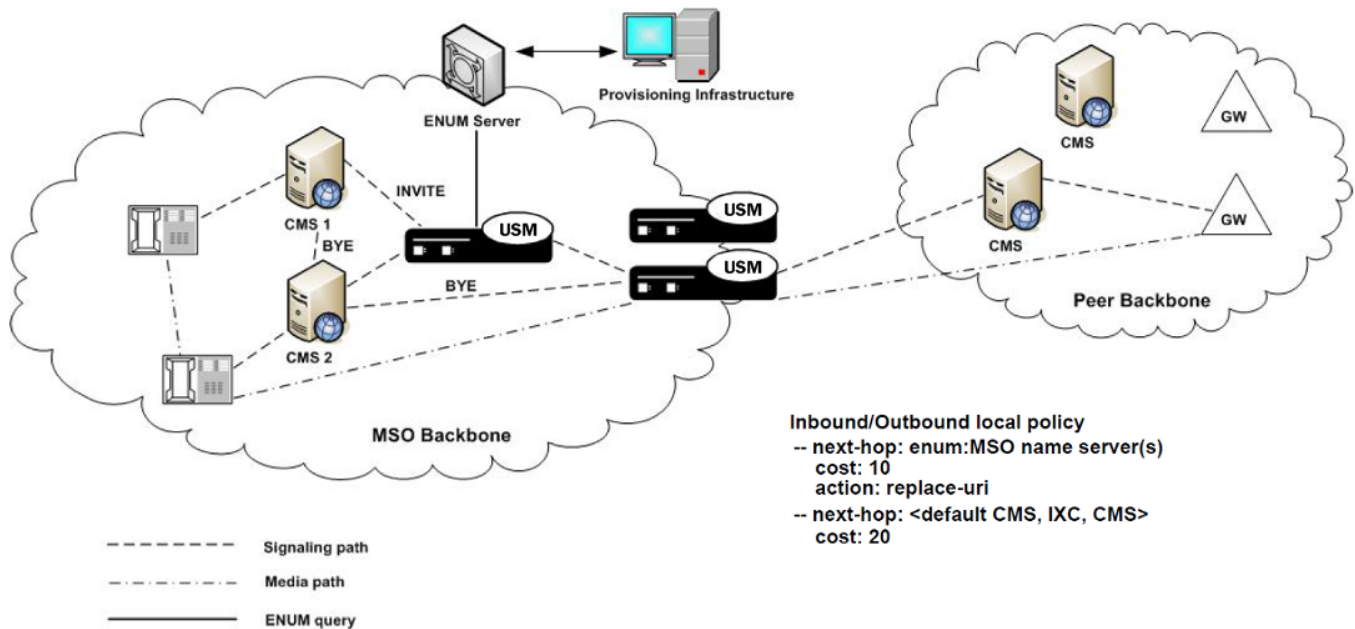 ENUM Server
Provisioning Infrastructure
CMS
GW
INVITE
CMS 1
USM
USM
BYE
CMS
GW
USM
BYE
CMS 2
Peer Backbone
MSO Backbone
Inbound/Outbound local policy
-- next-hop: enum:MSO name server(s)
cost: 10
action: replace-uri
-- next-hop: <default CMS, IXC, CMS>
cost: 20
Signaling path
Media path
ENUM query